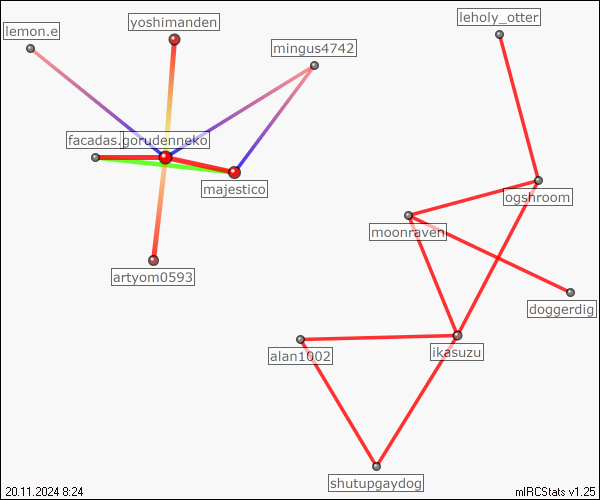 leholy_otter
yoshimanden
lemon.e
mingus4742
facadas.
gorudenneko
majestico
ogshroom
moonraven
artyom0593
doggerdig
alan1002
ikasuzu
shutupgaydog
20.11.2024 8:24
mIRCStats v1.25